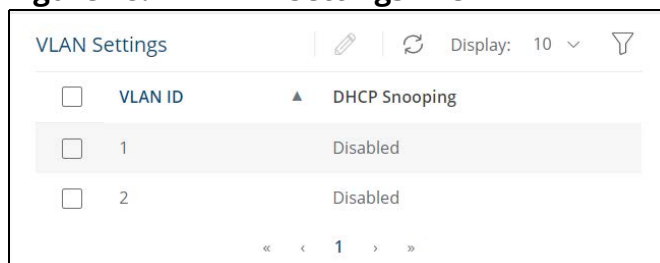 VLAN Settings Display: 10
VLAN ID ▲ DHCP Snooping
1 Disabled
2 Disabled
« ‹ 1 › »